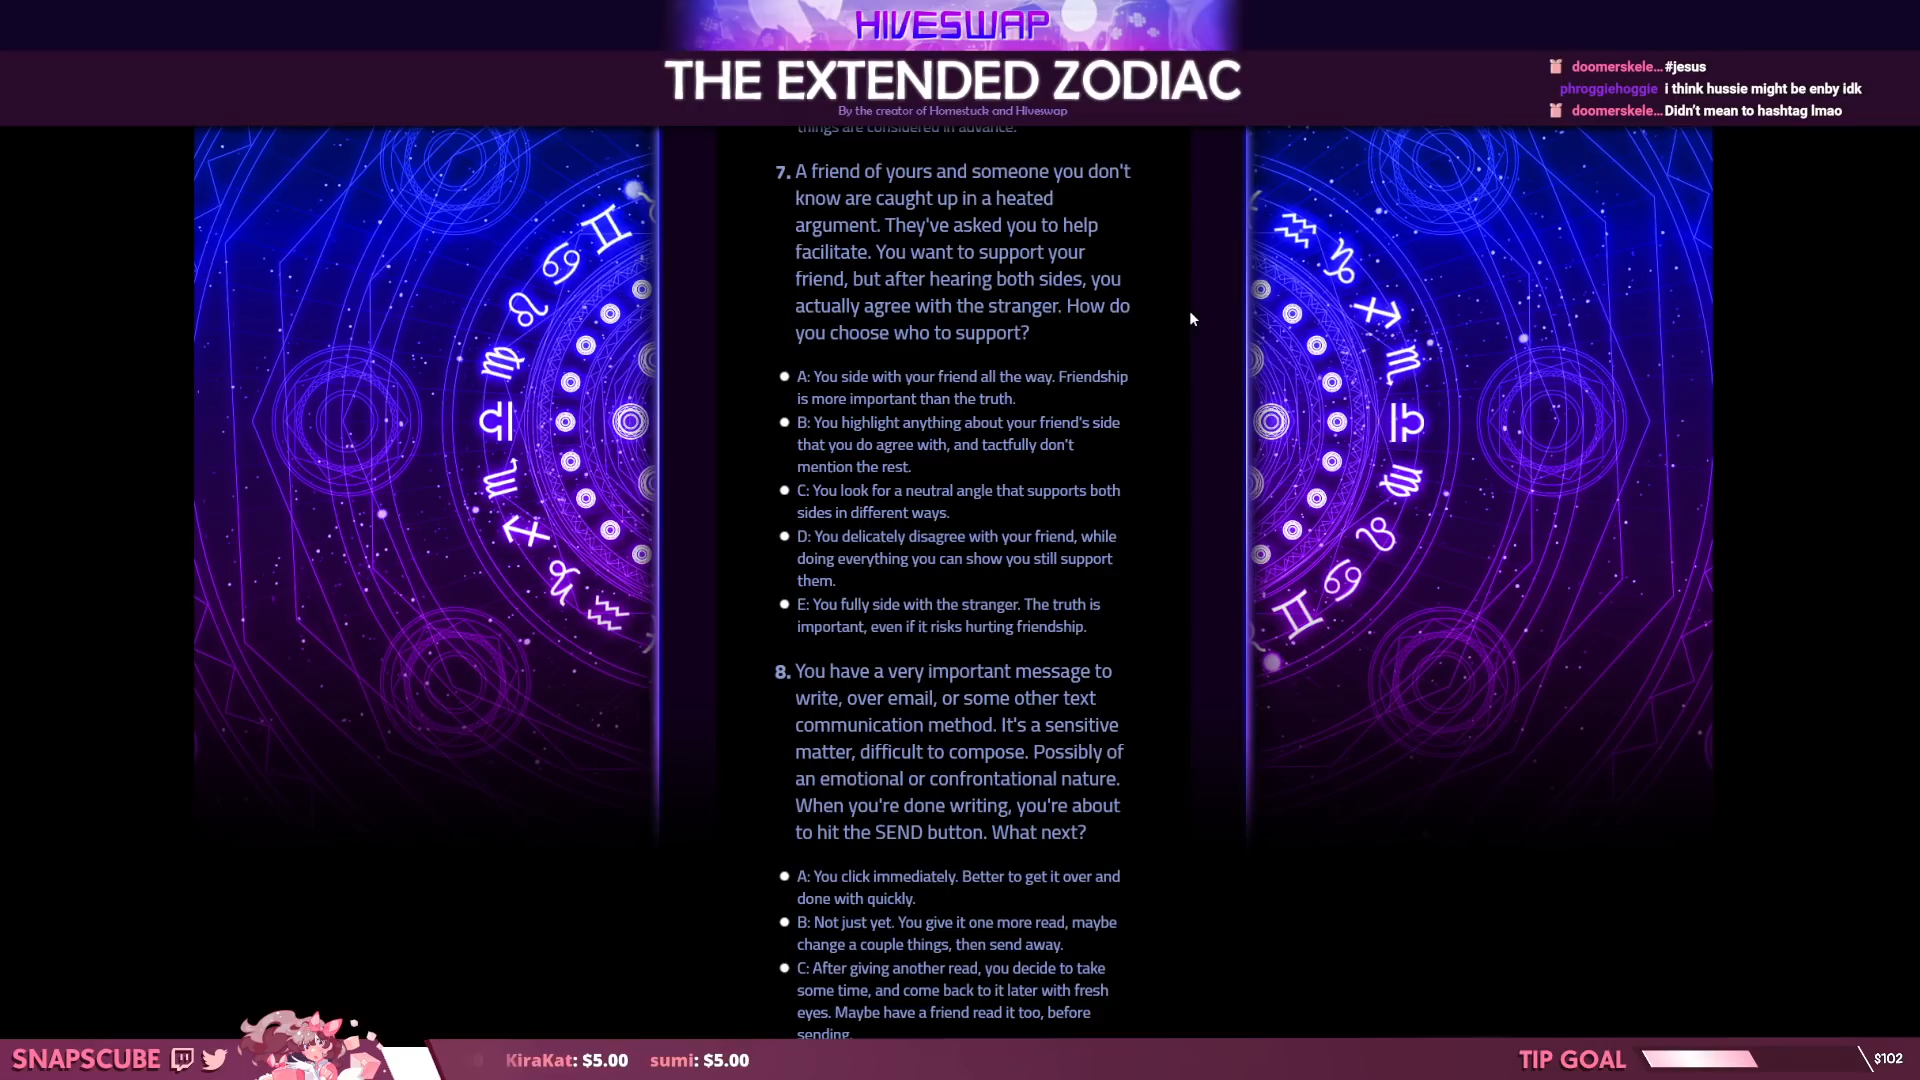 HIVESWAP
THE EXTENDED ZODIAC
By the creator of Homestuck and Hiveswap
doomerskele... #jesus
phroggiehoggie i think hussie might be enby idk
doomerskele... Didn't mean to hashtag lmao
things are considered in advance.
7. A friend of yours and someone you don't
know are caught up in a heated
argument. They've asked you to help
facilitate. You want to support your
friend, but after hearing both sides, you
actually agree with the stranger. How do
you choose who to support?
A: You side with your friend all the way. Friendship
is more important than the truth.
B: You highlight anything about your friend's side
that you do agree with, and tactfully don't
mention the rest.
C: You look for a neutral angle that supports both
sides in different ways.
D: You delicately disagree with your friend, while
doing everything you can show you still support
them.
E: You fully side with the stranger. The truth is
important, even if it risks hurting friendship.
8. You have a very important message to
write, over email, or some other text
communication method. It's a sensitive
matter, difficult to compose. Possibly of
an emotional or confrontational nature.
When you're done writing, you're about
to hit the SEND button. What next?
A: You click immediately. Better to get it over and
done with quickly.
B: Not just yet. You give it one more read, maybe
change a couple things, then send away.
C: After giving another read, you decide to take
some time, and come back to it later with fresh
eyes. Maybe have a friend read it too, before
sending.
SNAPSCUBE
KiraKat: $5.00 sumi: $5.00
TIP GOAL
$102